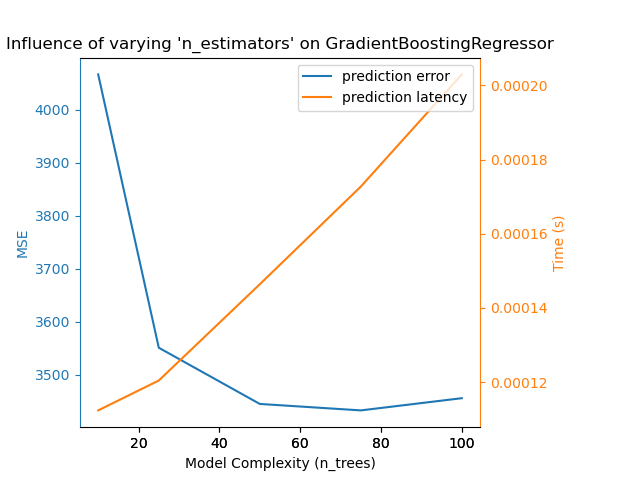 Influence of varying 'n_estimators' on GradientBoostingRegressor
prediction error
prediction latency
4000
3900
3800
3700
3600
3500
MSE
0.00020
0.00018
0.00016
0.00014
0.00012
Time (s)
20 40 60 80 100
Model Complexity (n_trees)